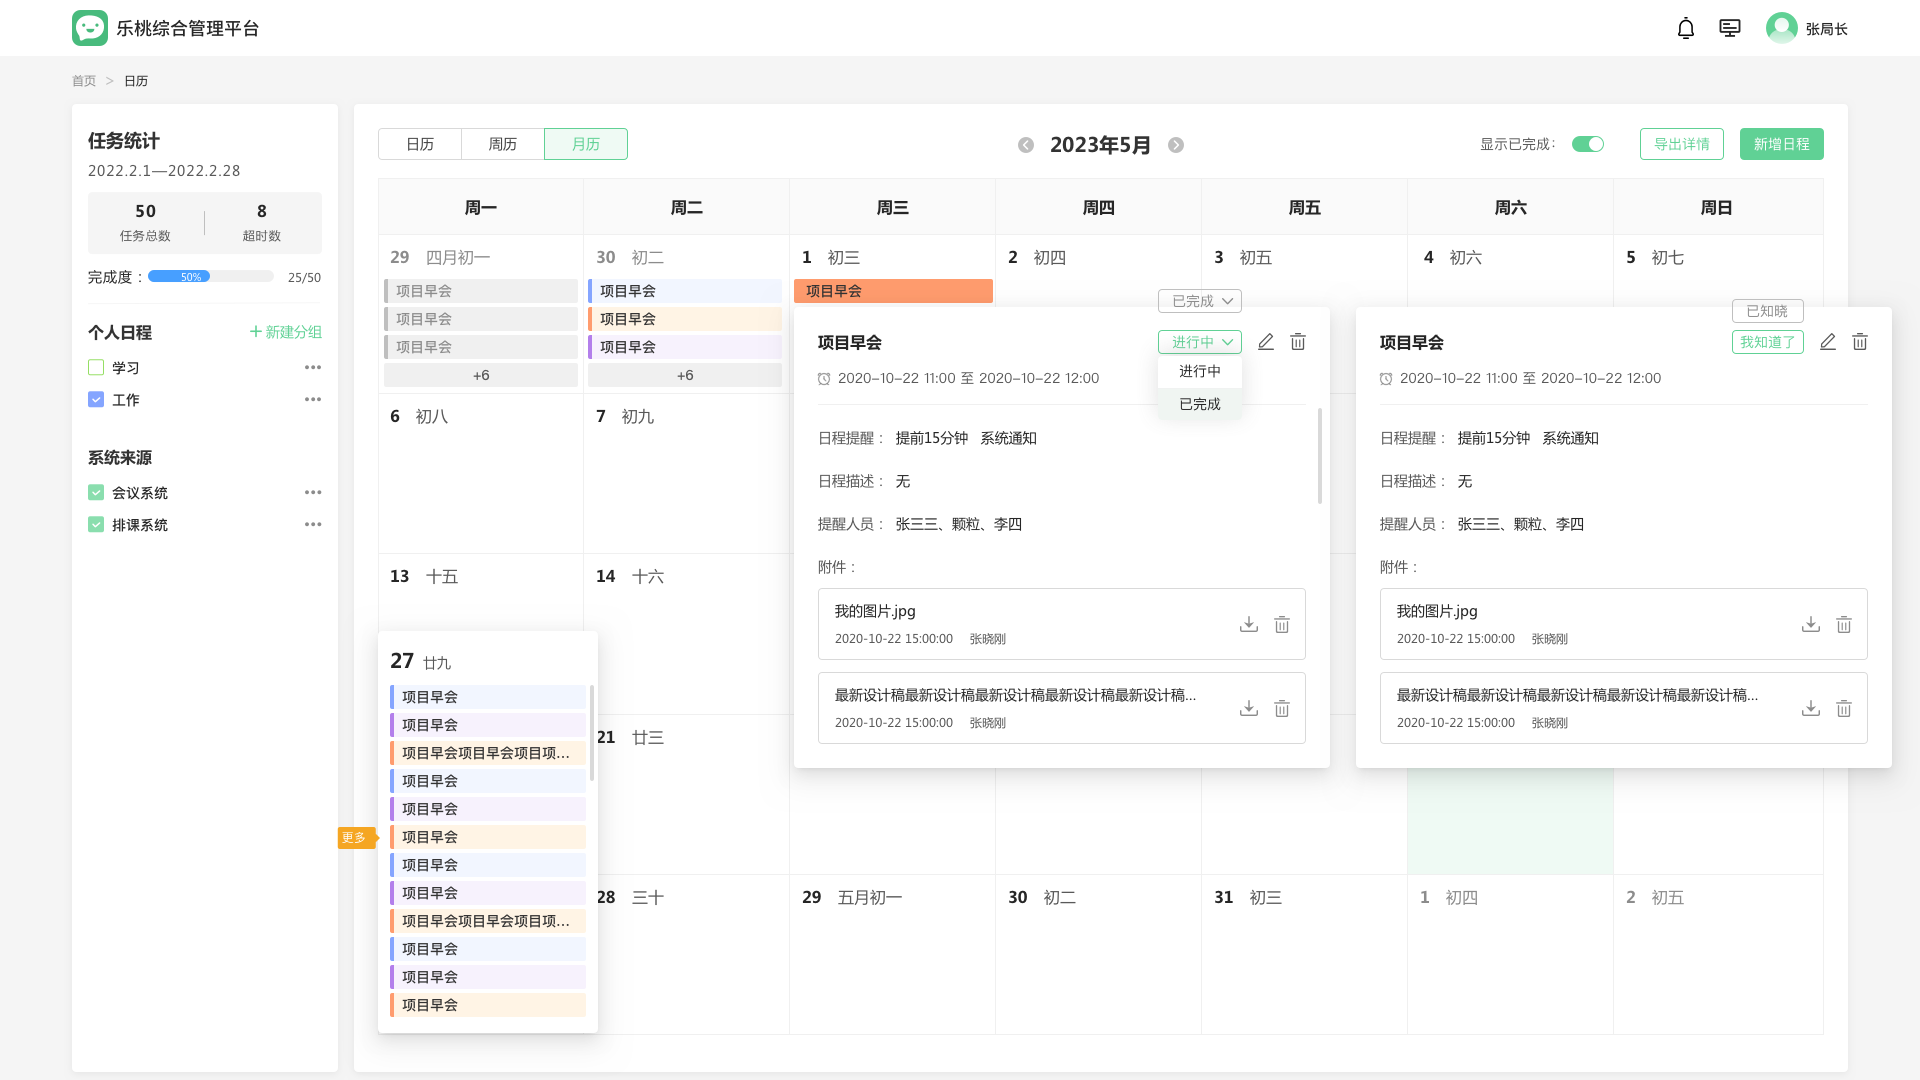 乐桃综合管理平台
张局长
首页 > 日历
任务统计
2022.2.1—2022.2.28
50 8
任务总数 超时数
完成度： 50% 25/50
个人日程 + 新建分组
学习
工作
系统来源
会议系统
排课系统
日历 周历 月历
2023年5月
显示已完成：
导出详情 新增日程
周一 周二 周三 周四 周五 周六 周日
29 四月初一
项目早会
项目早会
项目早会
+6
30 初二
项目早会
项目早会
项目早会
+6
1 初三
项目早会
2 初四
3 初五
4 初六
5 初七
6 初八
7 初九
13 十五
14 十六
21 廿三
28 三十
29 五月初一
30 初二
31 初三
1 初四
2 初五
更多
27 廿九
项目早会
项目早会
项目早会项目早会项目项...
项目早会
项目早会
项目早会
项目早会
项目早会
项目早会项目早会项目项...
项目早会
项目早会
项目早会
已完成
项目早会 进行中
进行中
已完成
2020-10-22 11:00 至 2020-10-22 12:00
日程提醒： 提前15分钟 系统通知
日程描述： 无
提醒人员： 张三三、颗粒、李四
附件：
我的图片.jpg
2020-10-22 15:00:00 张晓刚
最新设计稿最新设计稿最新设计稿最新设计稿最新设计稿...
2020-10-22 15:00:00 张晓刚
已知晓
项目早会 我知道了
2020-10-22 11:00 至 2020-10-22 12:00
日程提醒： 提前15分钟 系统通知
日程描述： 无
提醒人员： 张三三、颗粒、李四
附件：
我的图片.jpg
2020-10-22 15:00:00 张晓刚
最新设计稿最新设计稿最新设计稿最新设计稿最新设计稿...
2020-10-22 15:00:00 张晓刚